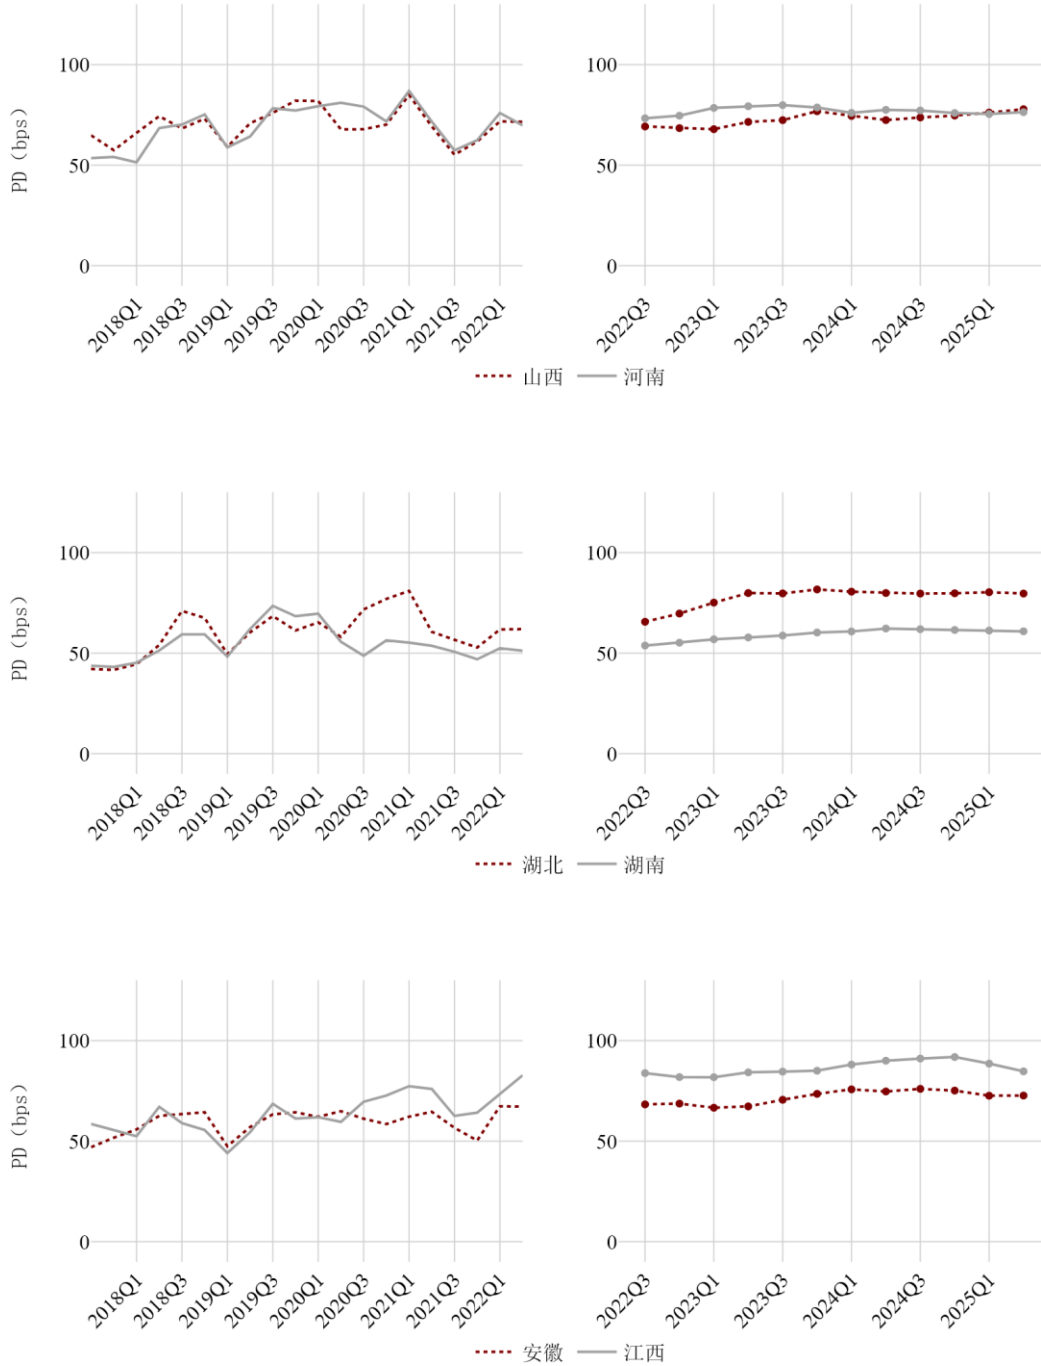 100
100
PD（bps）
50
50
0
0
2018Q1 2018Q3 2019Q1 2019Q3 2020Q1 2020Q3 2021Q1 2021Q3 2022Q1
2022Q3 2023Q1 2023Q3 2024Q1 2024Q3 2025Q1
山西 河南
100
100
PD（bps）
50
50
0
0
2018Q1 2018Q3 2019Q1 2019Q3 2020Q1 2020Q3 2021Q1 2021Q3 2022Q1
2022Q3 2023Q1 2023Q3 2024Q1 2024Q3 2025Q1
湖北 湖南
100
100
PD（bps）
50
50
0
0
2018Q1 2018Q3 2019Q1 2019Q3 2020Q1 2020Q3 2021Q1 2021Q3 2022Q1
2022Q3 2023Q1 2023Q3 2024Q1 2024Q3 2025Q1
安徽 江西